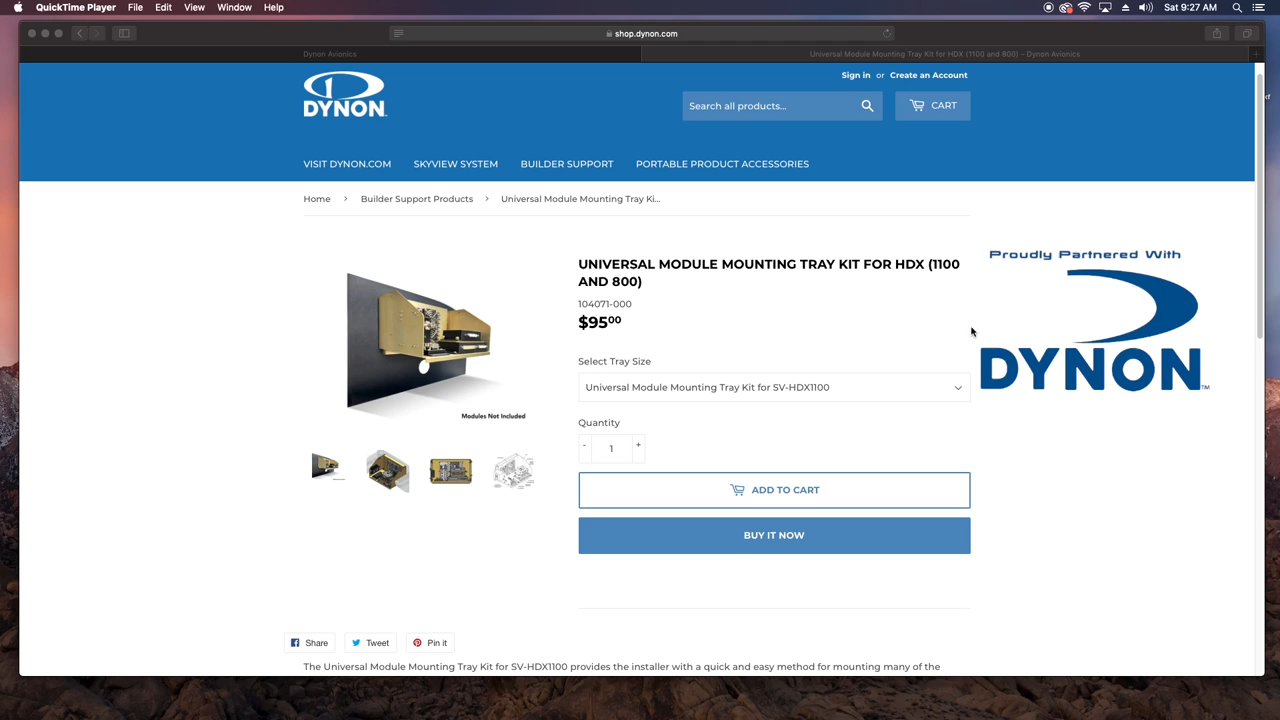 QuickTime Player File Edit View Window Help
Sat 9:52 AM
shop.dynon.com
Dynon Avionics
Universal Module Mounting Tray Kit for HDX (1100 and 800) – Dynon Avionics
Sign in or Create an Account
DYNON
Search all products...
CART
VISIT DYNON.COM SKYVIEW SYSTEM BUILDER SUPPORT PORTABLE PRODUCT ACCESSORIES
Home › Builder Support Products › Universal Module Mounting Tray Ki...
UNIVERSAL MODULE MOUNTING TRAY KIT FOR HDX (1100
AND 800)
104071-000
$9500
Select Tray Size
Universal Module Mounting Tray Kit for SV-HDX1100
Quantity
- 1 +
ADD TO CART
BUY IT NOW
Modules Not Included
Proudly Partnered With
DYNON™
Share Tweet Pin it
The Universal Module Mounting Tray Kit for SV-HDX1100 provides the installer with a quick and easy method for mounting many of the